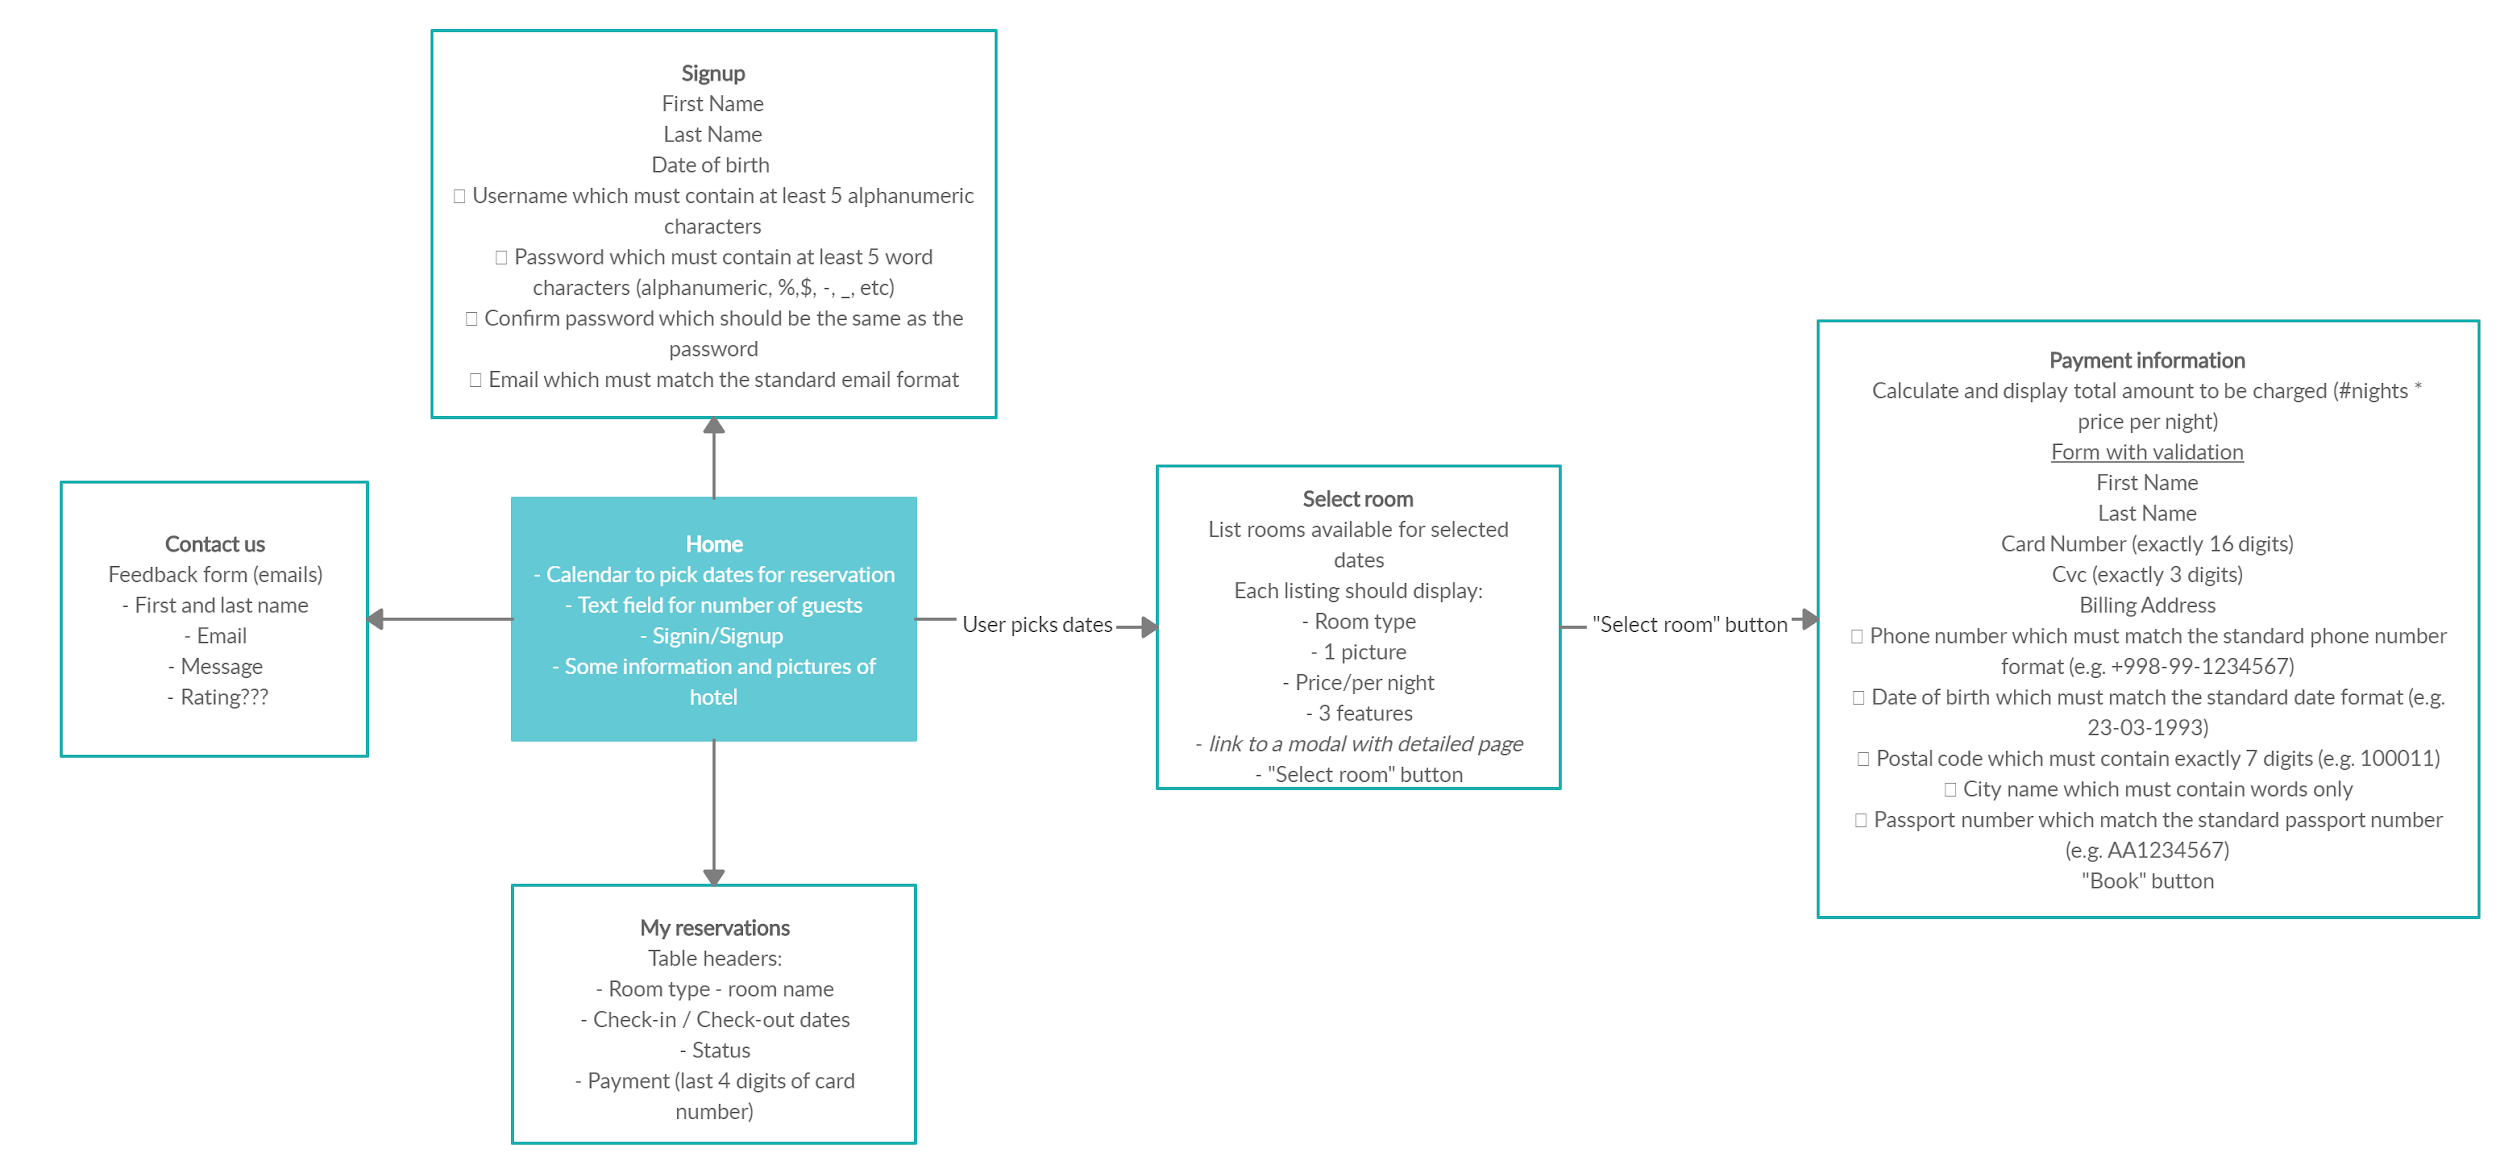 Signup
First Name
Last Name
Date of birth
▯ Username which must contain at least 5 alphanumeric
characters
▯ Password which must contain at least 5 word
characters (alphanumeric, %,$, -, _, etc)
▯ Confirm password which should be the same as the
password
▯ Email which must match the standard email format
Contact us
Feedback form (emails)
- First and last name
- Email
- Message
- Rating???
Home
- Calendar to pick dates for reservation
- Text field for number of guests
- Signin/Signup
- Some information and pictures of
hotel
User picks dates
Select room
List rooms available for selected
dates
Each listing should display:
- Room type
- 1 picture
- Price/per night
- 3 features
- link to a modal with detailed page
- "Select room" button
"Select room" button
Payment information
Calculate and display total amount to be charged (#nights *
price per night)
Form with validation
First Name
Last Name
Card Number (exactly 16 digits)
Cvc (exactly 3 digits)
Billing Address
▯ Phone number which must match the standard phone number
format (e.g. +998-99-1234567)
▯ Date of birth which must match the standard date format (e.g.
23-03-1993)
▯ Postal code which must contain exactly 7 digits (e.g. 100011)
▯ City name which must contain words only
▯ Passport number which match the standard passport number
(e.g. AA1234567)
"Book" button
My reservations
Table headers:
- Room type - room name
- Check-in / Check-out dates
- Status
- Payment (last 4 digits of card
number)